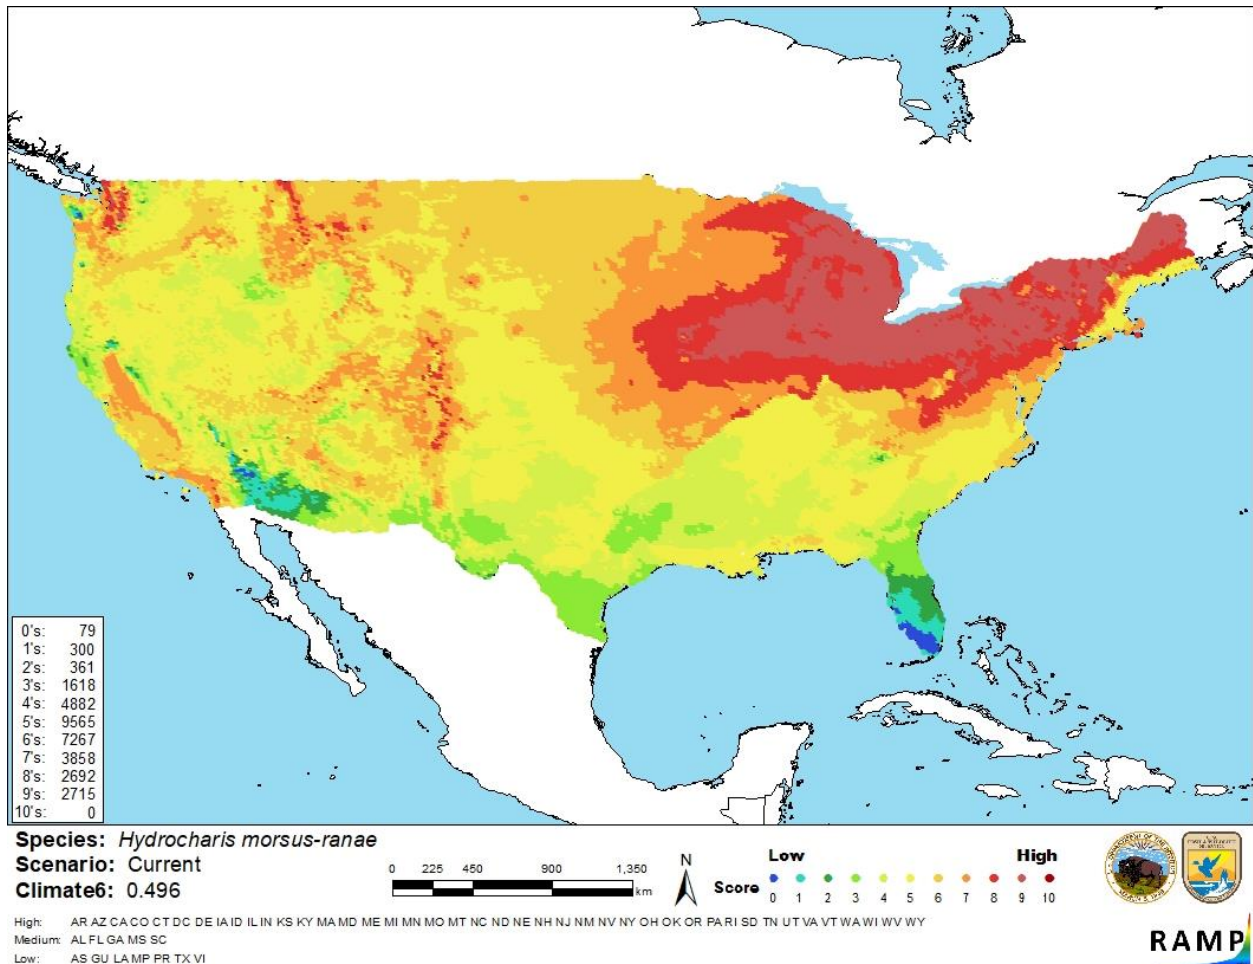 0's: 79
1's: 300
2's: 361
3's: 1618
4's: 4882
5's: 9565
6's: 7267
7's: 3858
8's: 2692
9's: 2715
10's: 0
Species: Hydrocharis morsus-ranae
Scenario: Current
Climate6: 0.496
0 225 450 900 1,350
km
N
Low High
Score 0 1 2 3 4 5 6 7 8 9 10
High: AR AZ CA CO CT DC DE IA ID IL IN KS KY MA MD ME MI MN MO MT NC ND NE NH NJ NM NV NY OH OK OR PA RI SD TN UT VA VT WA WI WV WY
Medium: AL FL GA MS SC
Low: AS GU LA MP PR TX VI
RAMP